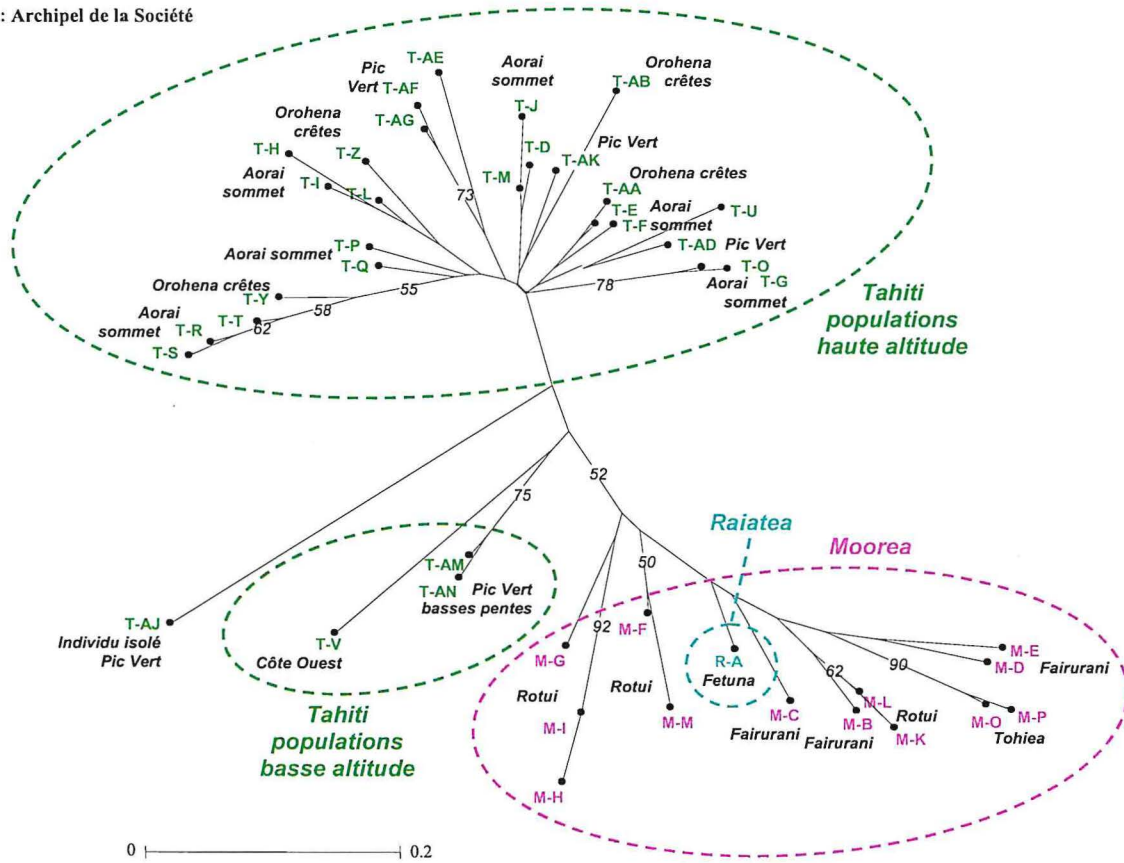 : Archipel de la Société
T-AE
Pic
Vert
T-AF
T-AG
Aorai
sommet
T-J
Orohena
crêtes
T-AB
Orohena
crêtes
T-H
T-Z
T-D
T-AK
Pic Vert
Aorai
sommet
T-I
T-L
73
T-M
Orohena crêtes
T-AA
T-E
T-F
Aorai
sommet
T-U
Aorai sommet
T-P
T-Q
T-AD
Pic Vert
T-O
T-G
78
Aorai
sommet
Orohena crêtes
T-Y
55
58
Aorai
sommet
T-T
T-R
62
T-S
Tahiti
populations
haute altitude
52
75
Raiatea
Moorea
50
T-AM
T-AN
Pic Vert
basses pentes
T-AJ
Individu isolé
Pic Vert
T-V
Côte Ouest
92
M-F
M-G
R-A
Fetuna
62
90
M-E
M-D
Fairurani
Rotui
M-I
Rotui
M-M
M-C
Fairurani
M-L
M-B
Fairurani
Rotui
M-K
M-O
M-P
Tohiea
Tahiti
populations
basse altitude
M-H
0
0.2